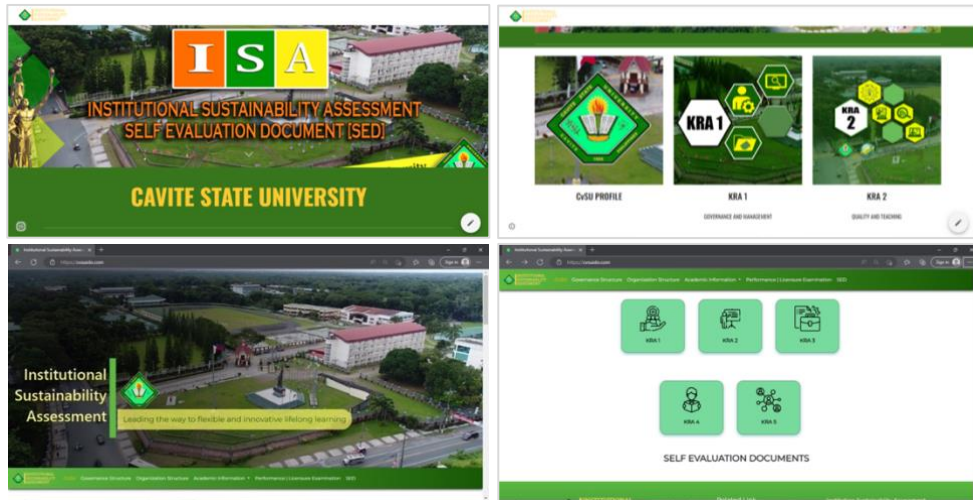 ISA
INSTITUTIONAL SUSTAINABILITY ASSESSMENT
SELF EVALUATION DOCUMENT [SED]
CAVITE STATE UNIVERSITY
KRA 1
KRA
2
CvSU PROFILE
KRA 1
KRA 2
GOVERNANCE AND MANAGEMENT
QUALITY AND TEACHING
Institutional
Sustainability
Assessment
Leading the way to flexible and innovative lifelong learning
Governance Structure Organization Structure Academic Information Performance | Licensure Examination SED
Sign in
Governance Structure Organization Structure Academic Information Performance | Licensure Examination SED
KRA 1
KRA 2
KRA 3
KRA 4
KRA 5
SELF EVALUATION DOCUMENTS